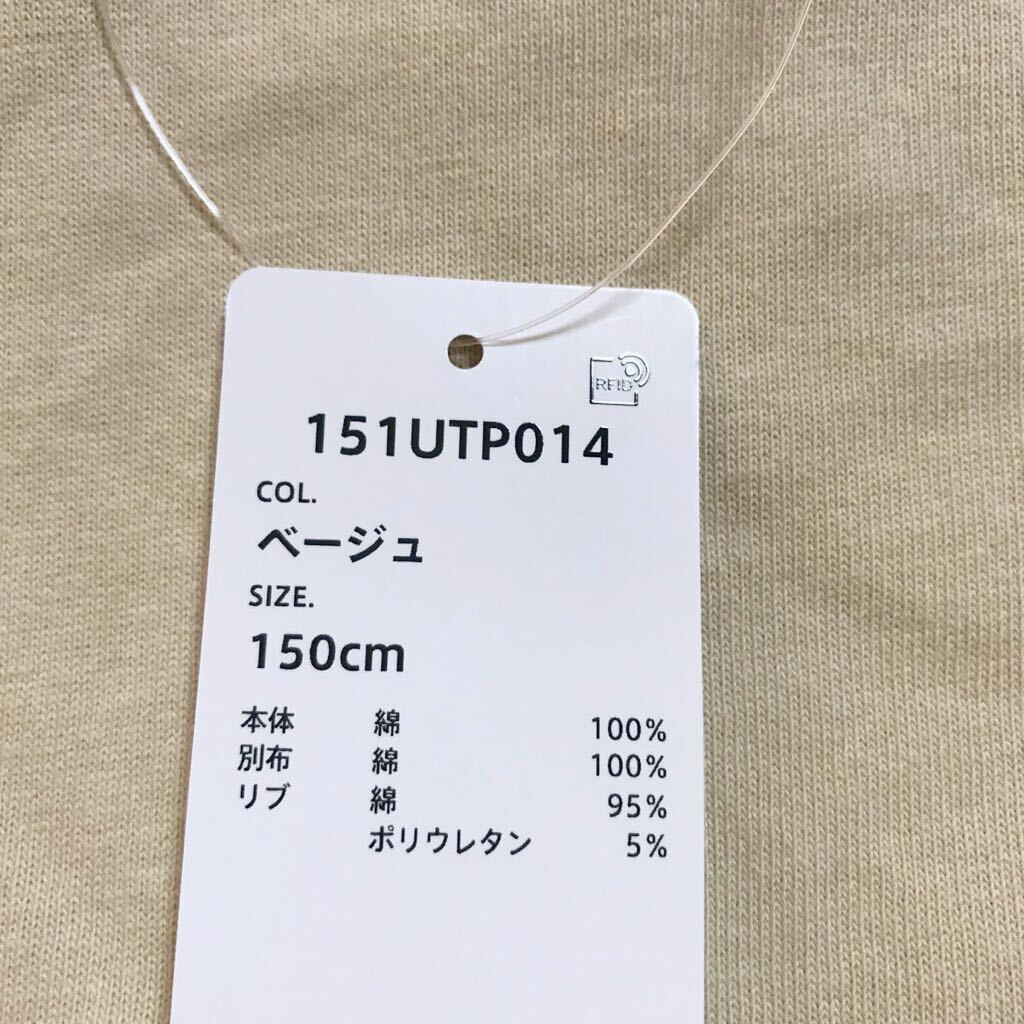 RFID
151UTP014
COL.
ベージュ
SIZE.
150cm
本体 綿 100%
別布 綿 100%
リブ 綿 95%
ポリウレタン 5%